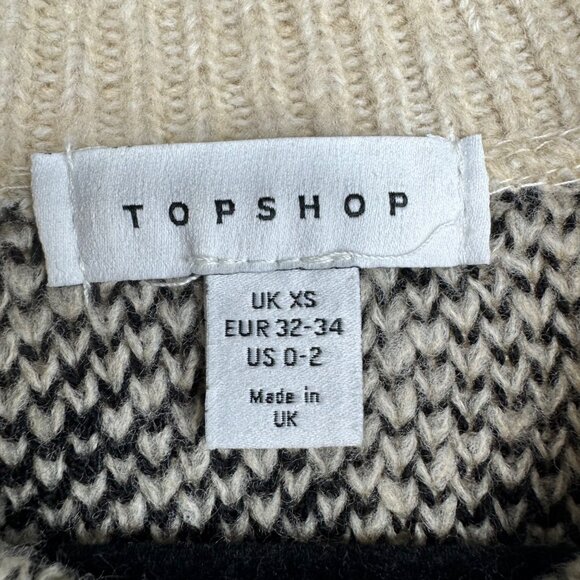 TOPSHOP
UK XS
EUR 32-34
US 0-2
Made in
UK